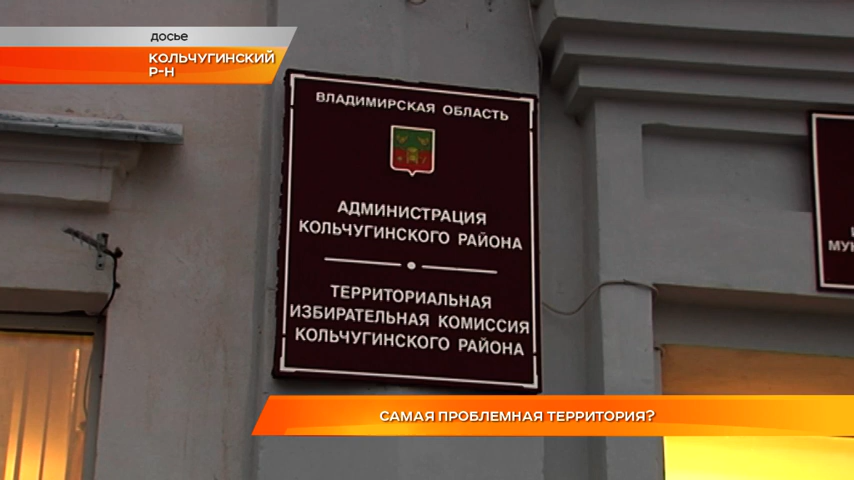 ДОСЬЕ
КОЛЬЧУГИНСКИЙ
Р-Н
ВЛАДИМИРСКАЯ ОБЛАСТЬ
АДМИНИСТРАЦИЯ
КОЛЬЧУГИНСКОГО РАЙОНА
ТЕРРИТОРИАЛЬНАЯ
ИЗБИРАТЕЛЬНАЯ КОМИССИЯ
КОЛЬЧУГИНСКОГО РАЙОНА
САМАЯ ПРОБЛЕМНАЯ ТЕРРИТОРИЯ?